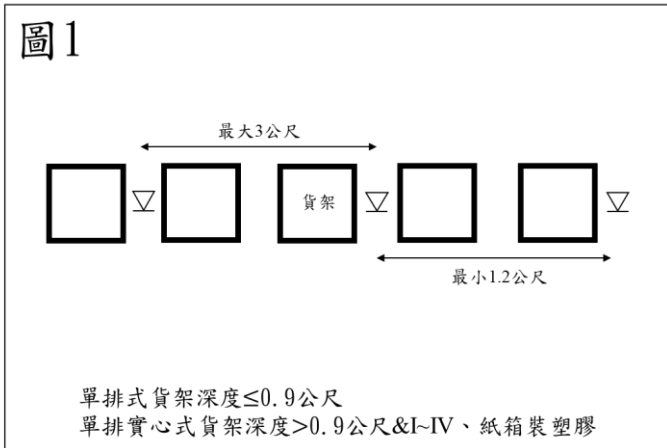 圖1
最大3公尺
貨架
最小1.2公尺
單排式貨架深度≤0.9公尺
單排實心式貨架深度>0.9公尺&I~IV、紙箱裝塑膠